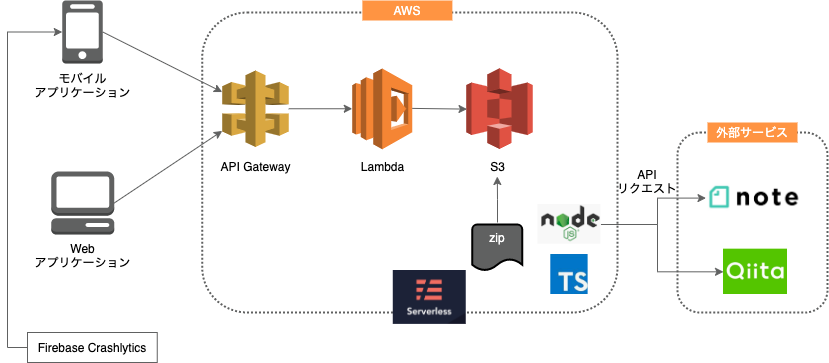 AWS
モバイル
アプリケーション
API Gateway
Lambda
S3
外部サービス
API
リクエスト
note
node
JS
zip
Web
アプリケーション
TS
Qiita
Serverless
Firebase Crashlytics